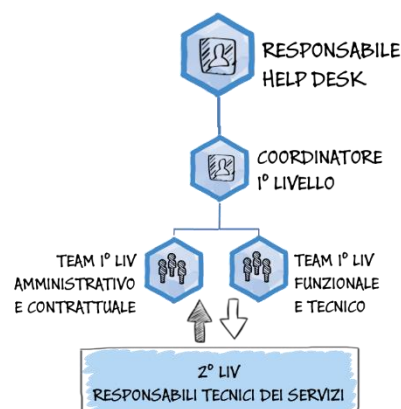 RESPONSABILE
HELP DESK
COORDINATORE
1° LIVELLO
TEAM 1° LIV
AMMINISTRATIVO
E CONTRATTUALE
TEAM 1° LIV
FUNZIONALE
E TECNICO
2° LIV
RESPONSABILI TECNICI DEI SERVIZI